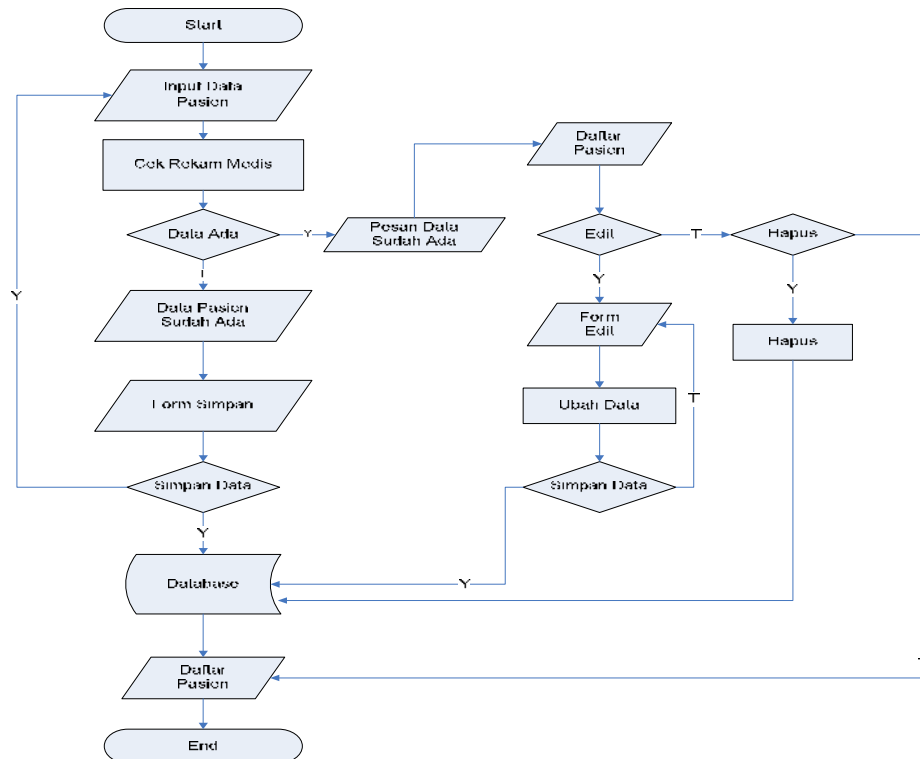 Start
Input Data
Pasien
Cek Rekam Medis
Data Ada
Y
Pesan Data
Sudah Ada
Daftar
Pasien
Edit
T
Hapus
Y
Y
Y
Data Pasien
Sudah Ada
Form
Edit
Hapus
Form Simpan
Ubah Data
T
Simpan Data
Simpan Data
Y
Database
Y
Daftar
Pasien
End